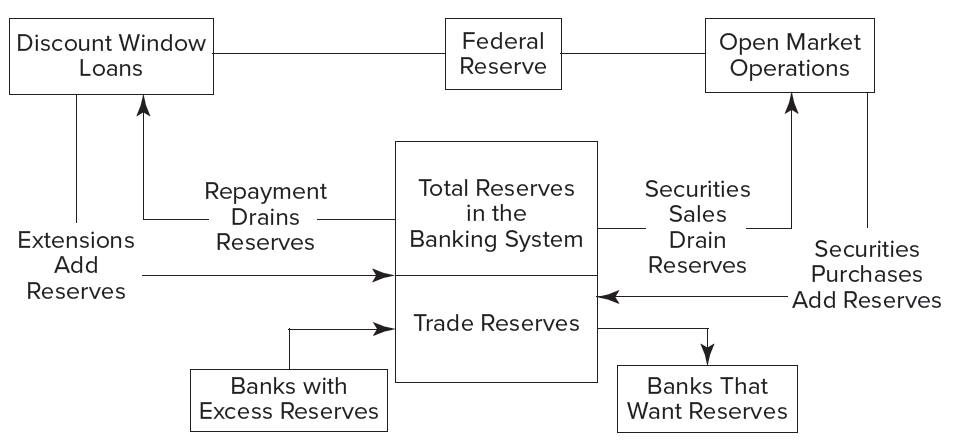 Discount Window
Loans
Federal
Reserve
Open Market
Operations
Repayment
Drains
Reserves
Total Reserves
in the
Banking System
Securities
Sales
Drain
Reserves
Extensions
Add
Reserves
Securities
Purchases
Add Reserves
Trade Reserves
Banks with
Excess Reserves
Banks That
Want Reserves